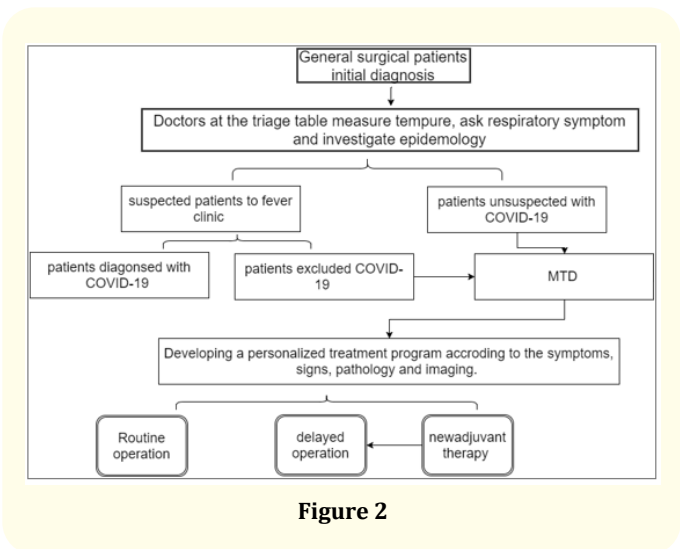 General surgical patients
initial diagnosis
Doctors at the triage table measure tempure, ask respiratory symptom
and investigate epidemology
suspected patients to fever
clinic
patients unsuspected with
COVID-19
patients diagonsed with
COVID-19
patients excluded COVID-
19
MTD
Developing a personalized treatment program accroding to the symptoms,
signs, pathology and imaging.
Routine
operation
delayed
operation
newadjuvant
therapy
Figure 2